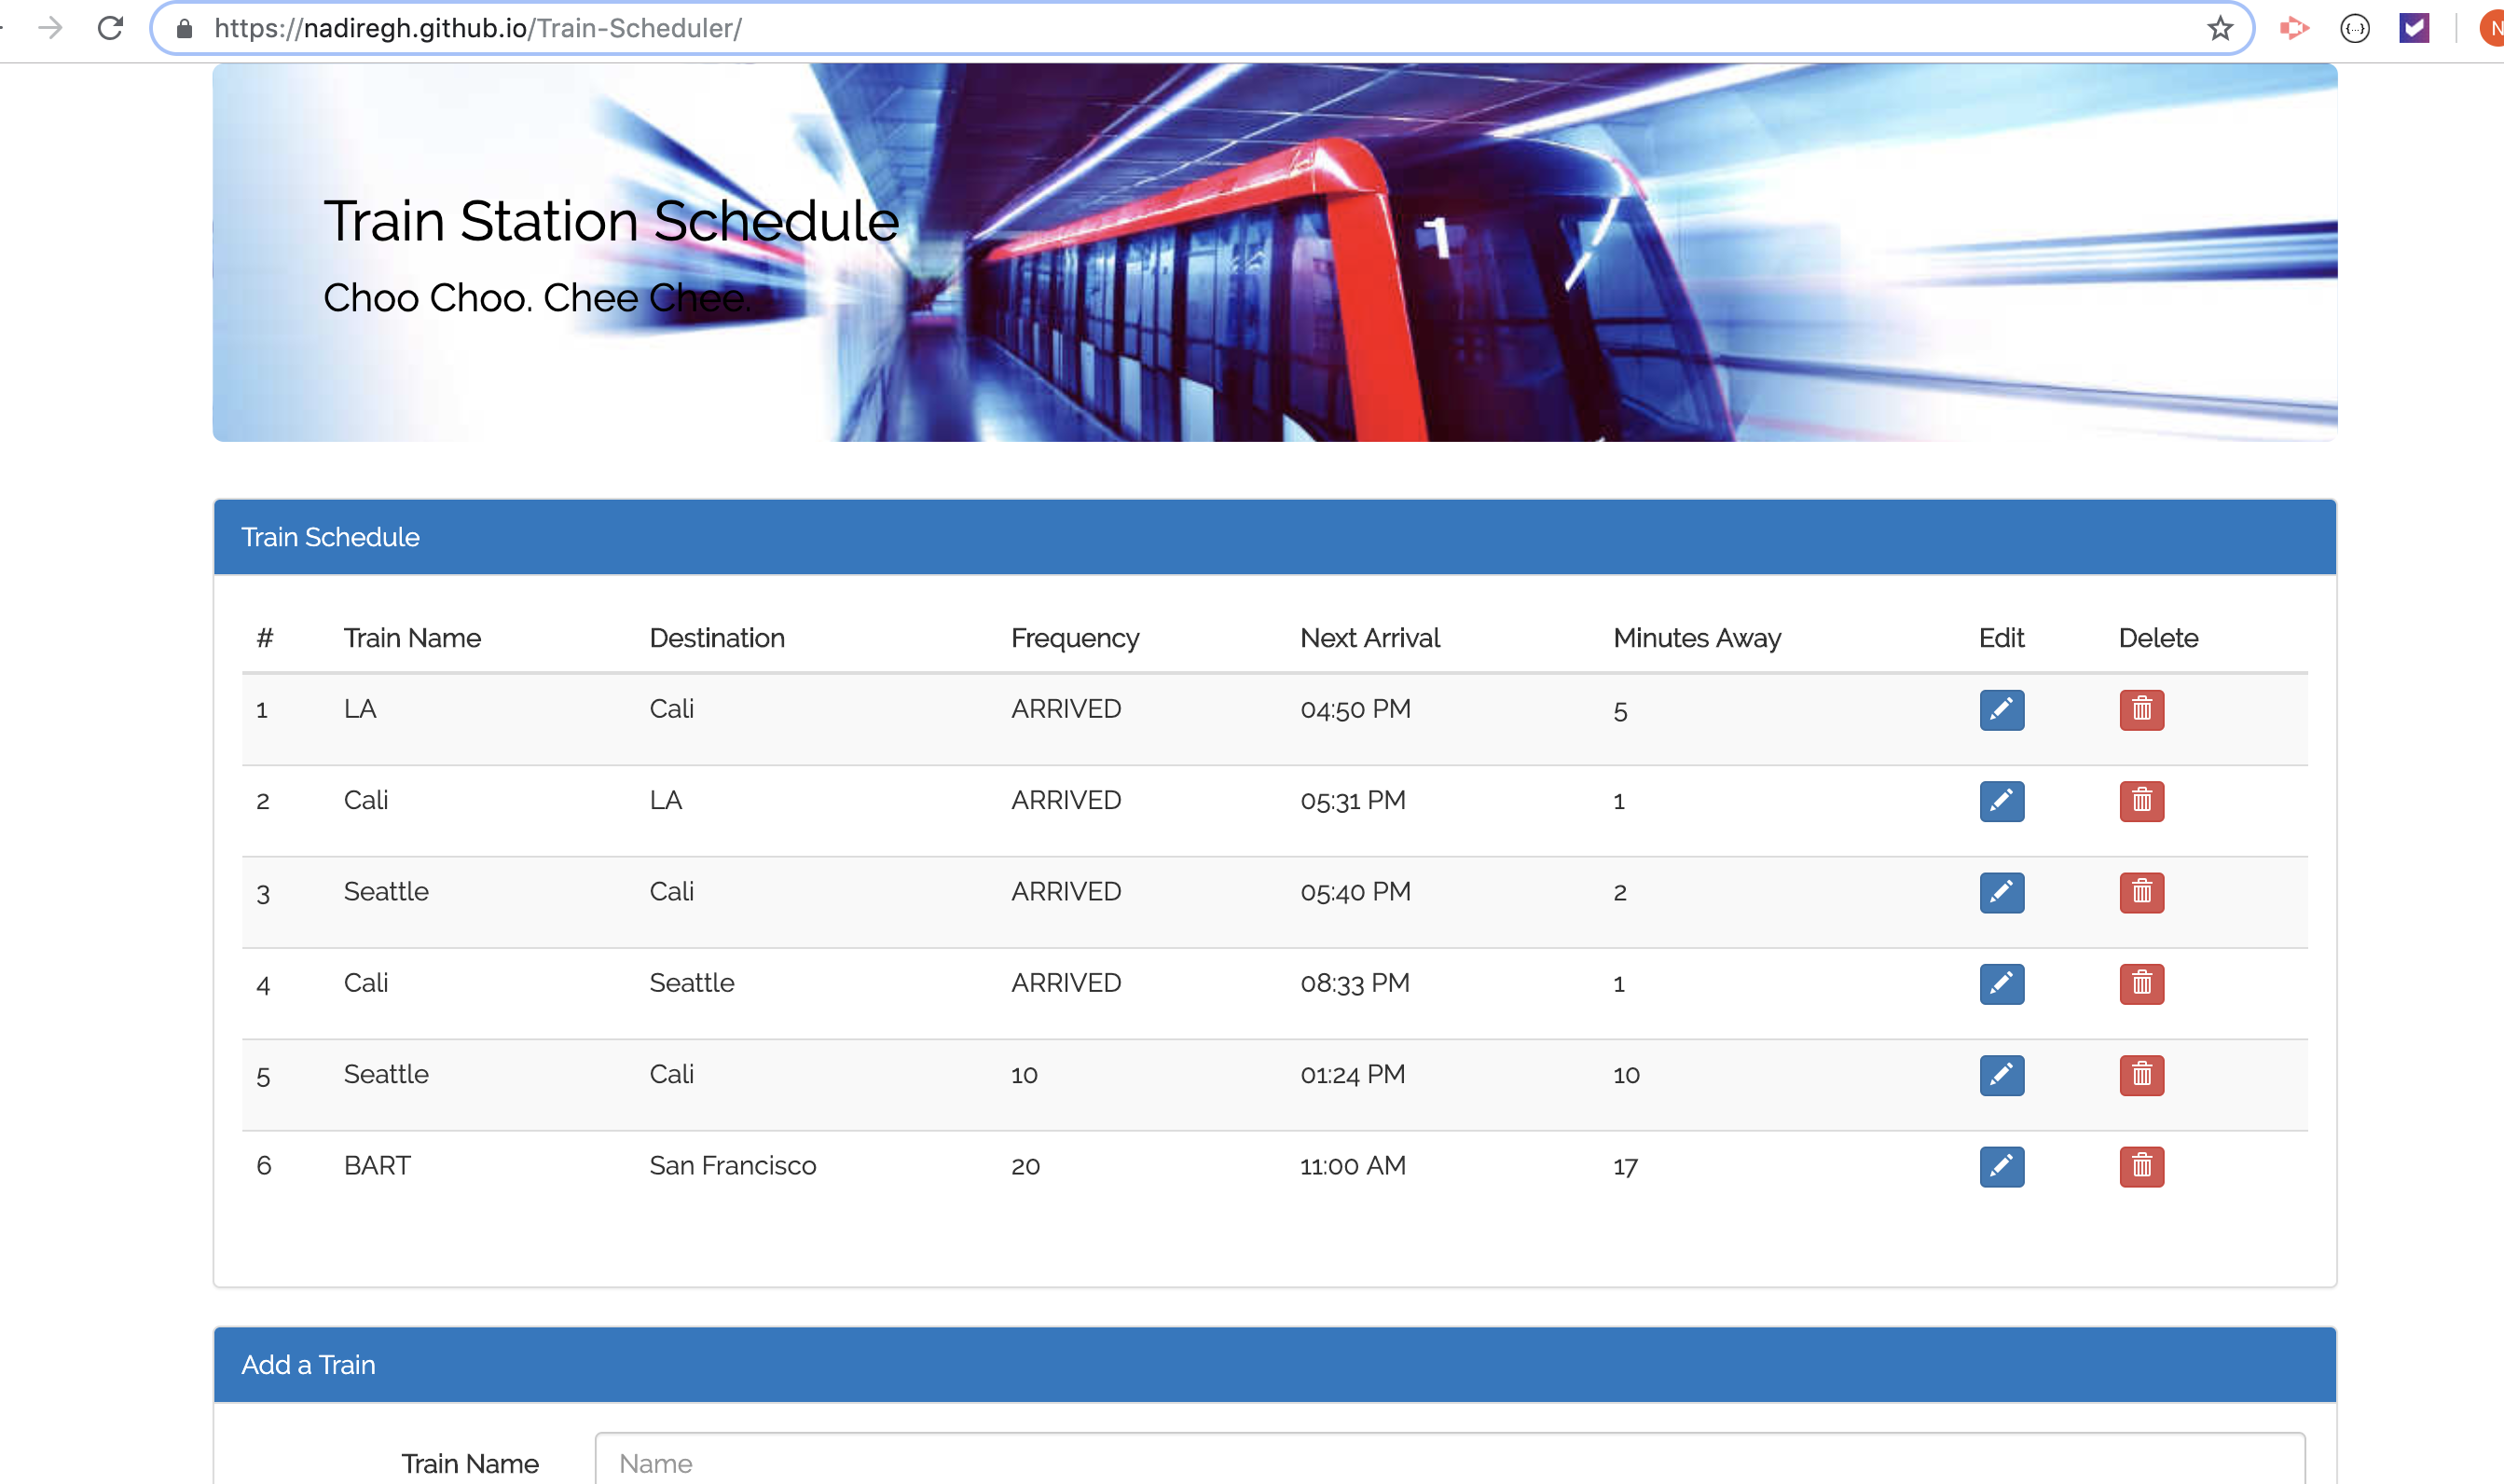 https://nadiregh.github.io/Train-Scheduler/
N
Train Station Schedule
Choo Choo. Chee Chee.
1
Train Schedule
# Train Name Destination Frequency Next Arrival Minutes Away Edit Delete
1 LA Cali ARRIVED 04:50 PM 5
2 Cali LA ARRIVED 05:31 PM 1
3 Seattle Cali ARRIVED 05:40 PM 2
4 Cali Seattle ARRIVED 08:33 PM 1
5 Seattle Cali 10 01:24 PM 10
6 BART San Francisco 20 11:00 AM 17
Add a Train
Train Name Name